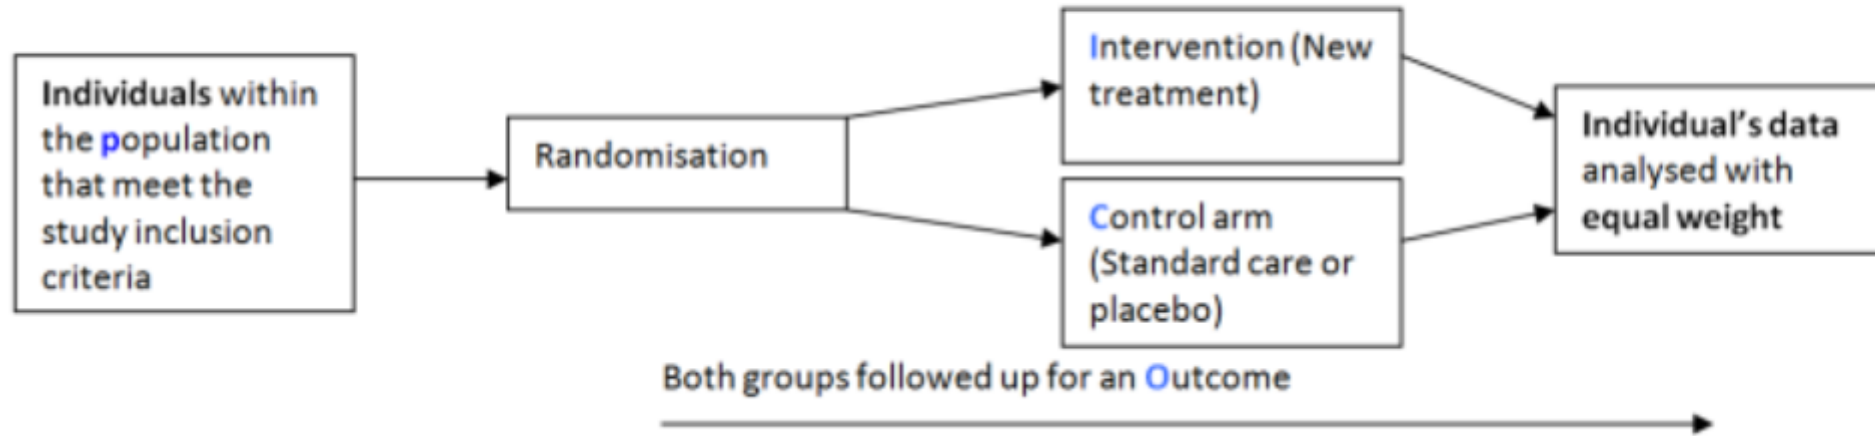 Individuals within
the population
that meet the
study inclusion
criteria
Randomisation
Intervention (New
treatment)
Control arm
(Standard care or
placebo)
Individual's data
analysed with
equal weight
Both groups followed up for an Outcome